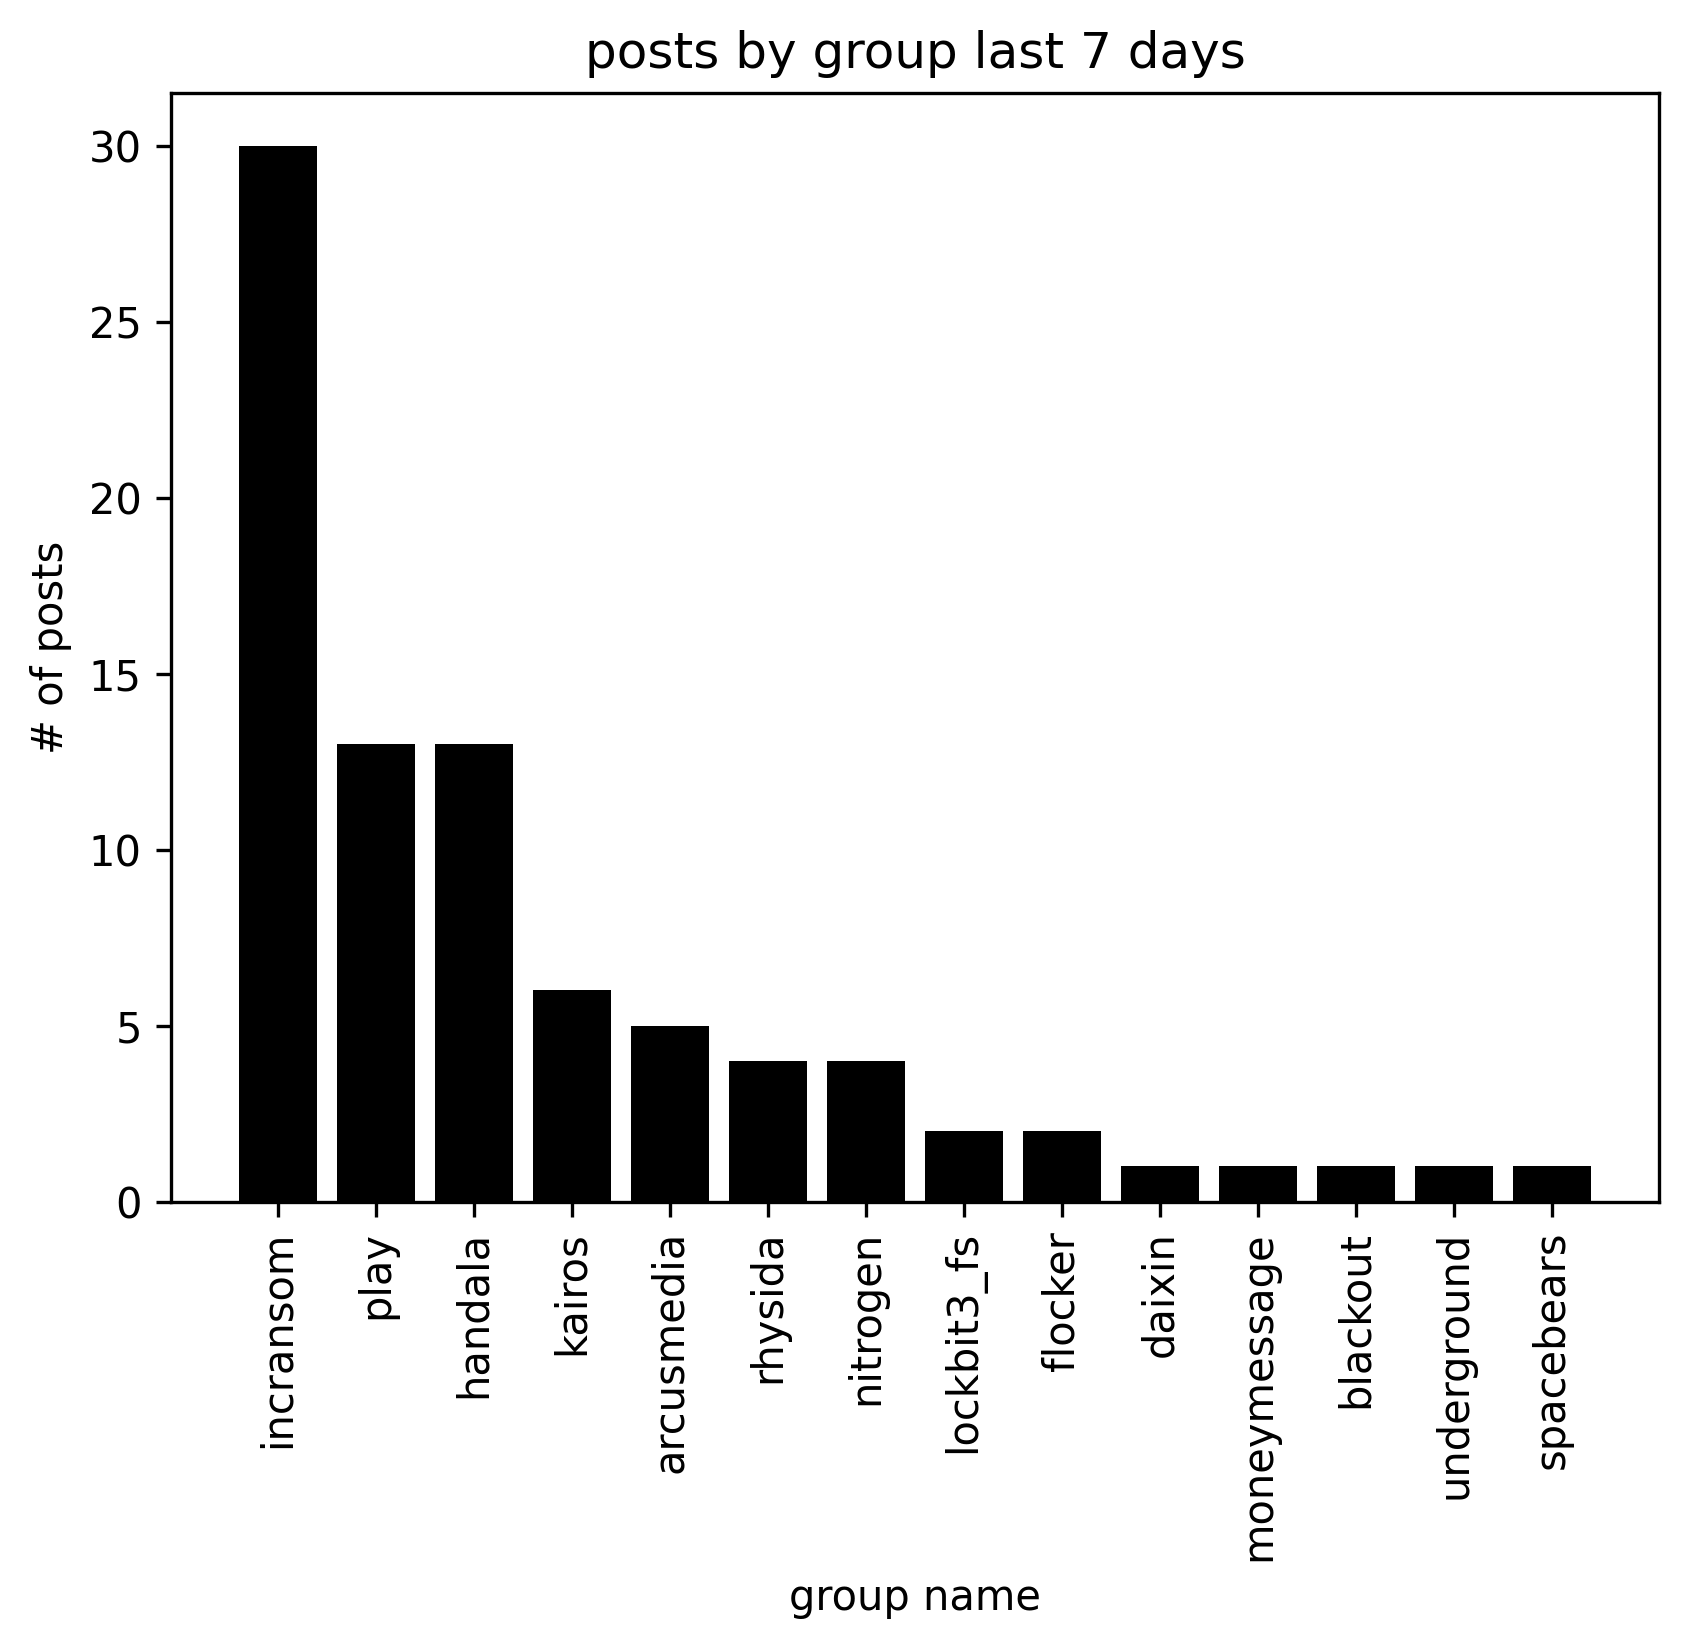 posts by group last 7 days
30
25
20
15
10
5
0
# of posts
incransom
play
handala
kairos
arcusmedia
rhysida
nitrogen
lockbit3_fs
flocker
daixin
moneymessage
blackout
underground
spacebears
group name